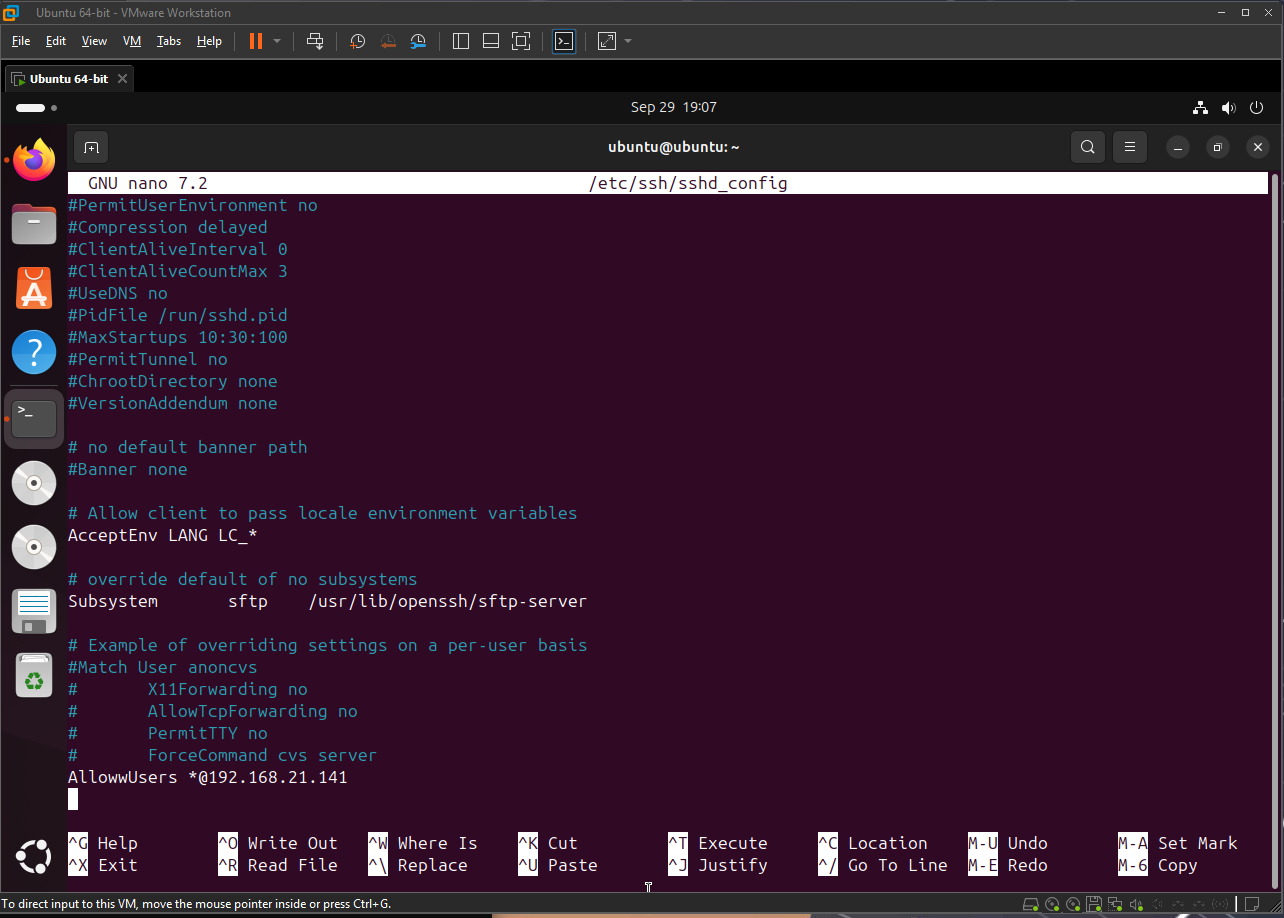 Ubuntu 64-bit - VMware Workstation
File Edit View VM Tabs Help
Ubuntu 64-bit
Sep 29 19:07
ubuntu@ubuntu: ~
GNU nano 7.2 /etc/ssh/sshd_config
#PermitUserEnvironment no
#Compression delayed
#ClientAliveInterval 0
#ClientAliveCountMax 3
#UseDNS no
#PidFile /run/sshd.pid
#MaxStartups 10:30:100
#PermitTunnel no
#ChrootDirectory none
#VersionAddendum none
# no default banner path
#Banner none
# Allow client to pass locale environment variables
AcceptEnv LANG LC_*
# override default of no subsystems
Subsystem sftp /usr/lib/openssh/sftp-server
# Example of overriding settings on a per-user basis
#Match User anoncvs
# X11Forwarding no
# AllowTcpForwarding no
# PermitTTY no
# ForceCommand cvs server
AllowwUsers *@192.168.21.141
^G Help ^O Write Out ^W Where Is ^K Cut ^T Execute ^C Location M-U Undo M-A Set Mark
^X Exit ^R Read File ^\ Replace ^U Paste ^J Justify ^/ Go To Line M-E Redo M-6 Copy
To direct input to this VM, move the mouse pointer inside or press Ctrl+G.